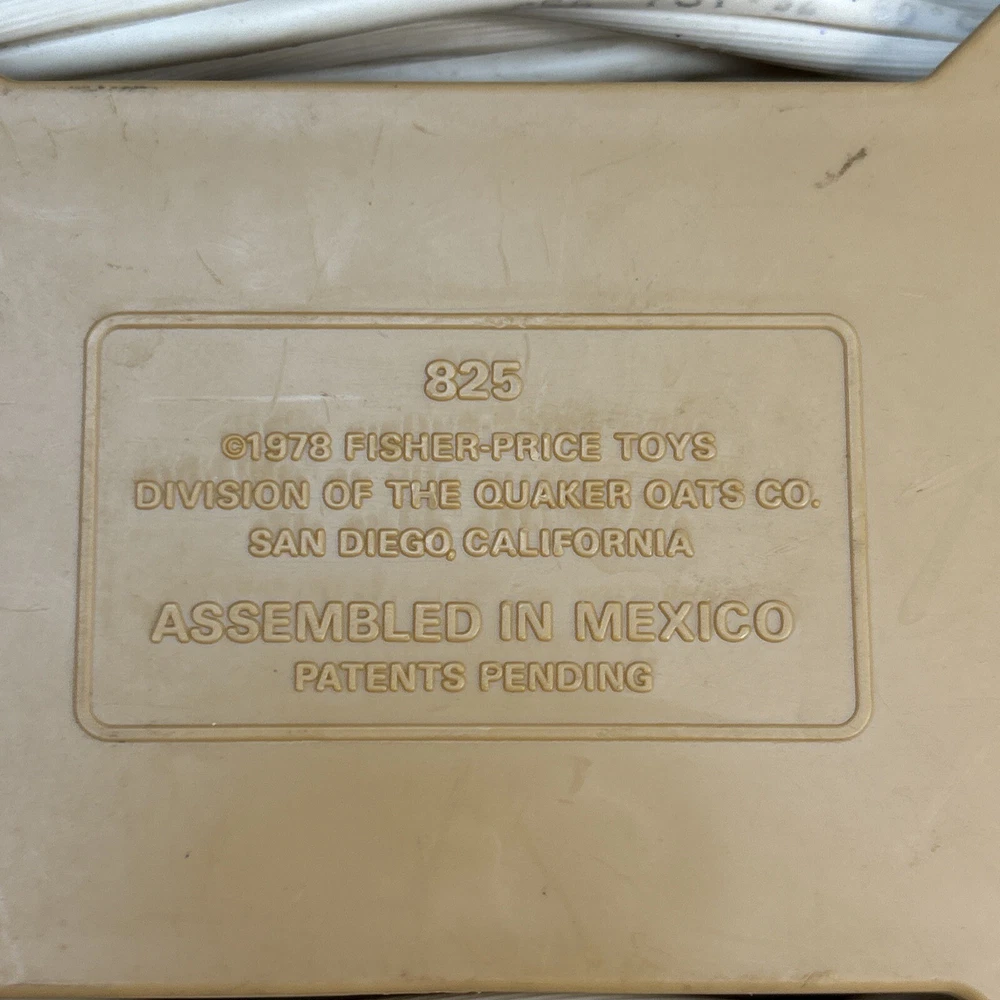 825
©1978 FISHER-PRICE TOYS
DIVISION OF THE QUAKER OATS CO.
SAN DIEGO, CALIFORNIA
ASSEMBLED IN MEXICO
PATENTS PENDING